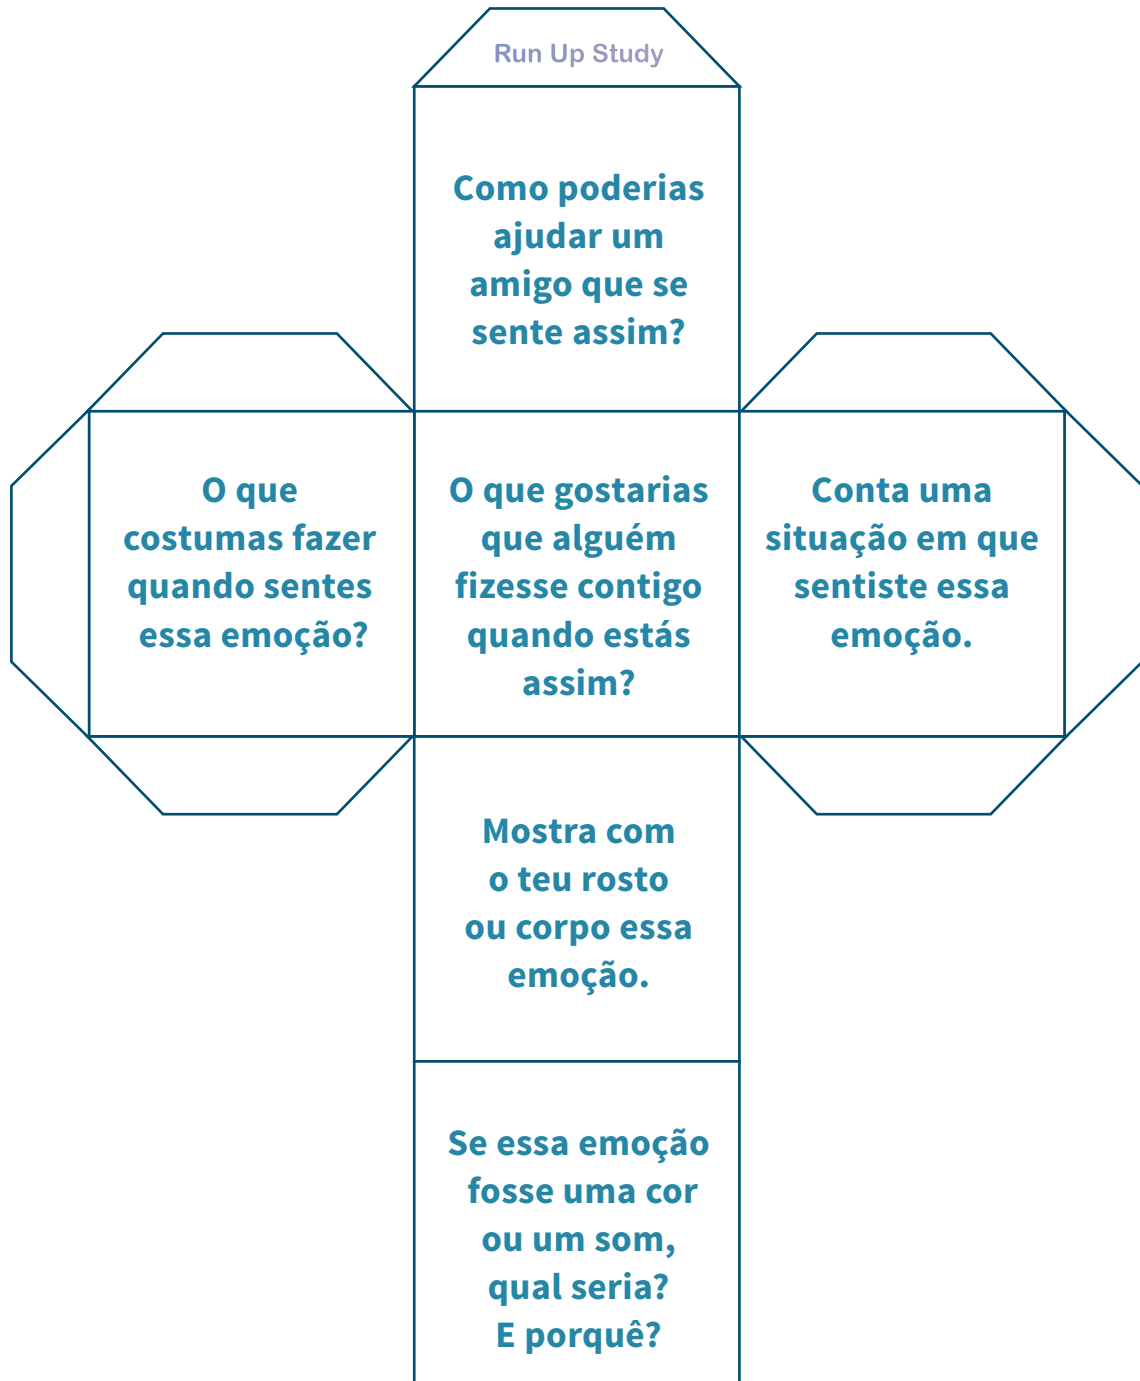 Run Up Study
Como poderias
ajudar um
amigo que se
sente assim?
O que
costumas fazer
quando sentes
essa emoção?
O que gostarias
que alguém
fizesse contigo
quando estás
assim?
Conta uma
situação em que
sentiste essa
emoção.
Mostra com
o teu rosto
ou corpo essa
emoção.
Se essa emoção
fosse uma cor
ou um som,
qual seria?
E porquê?